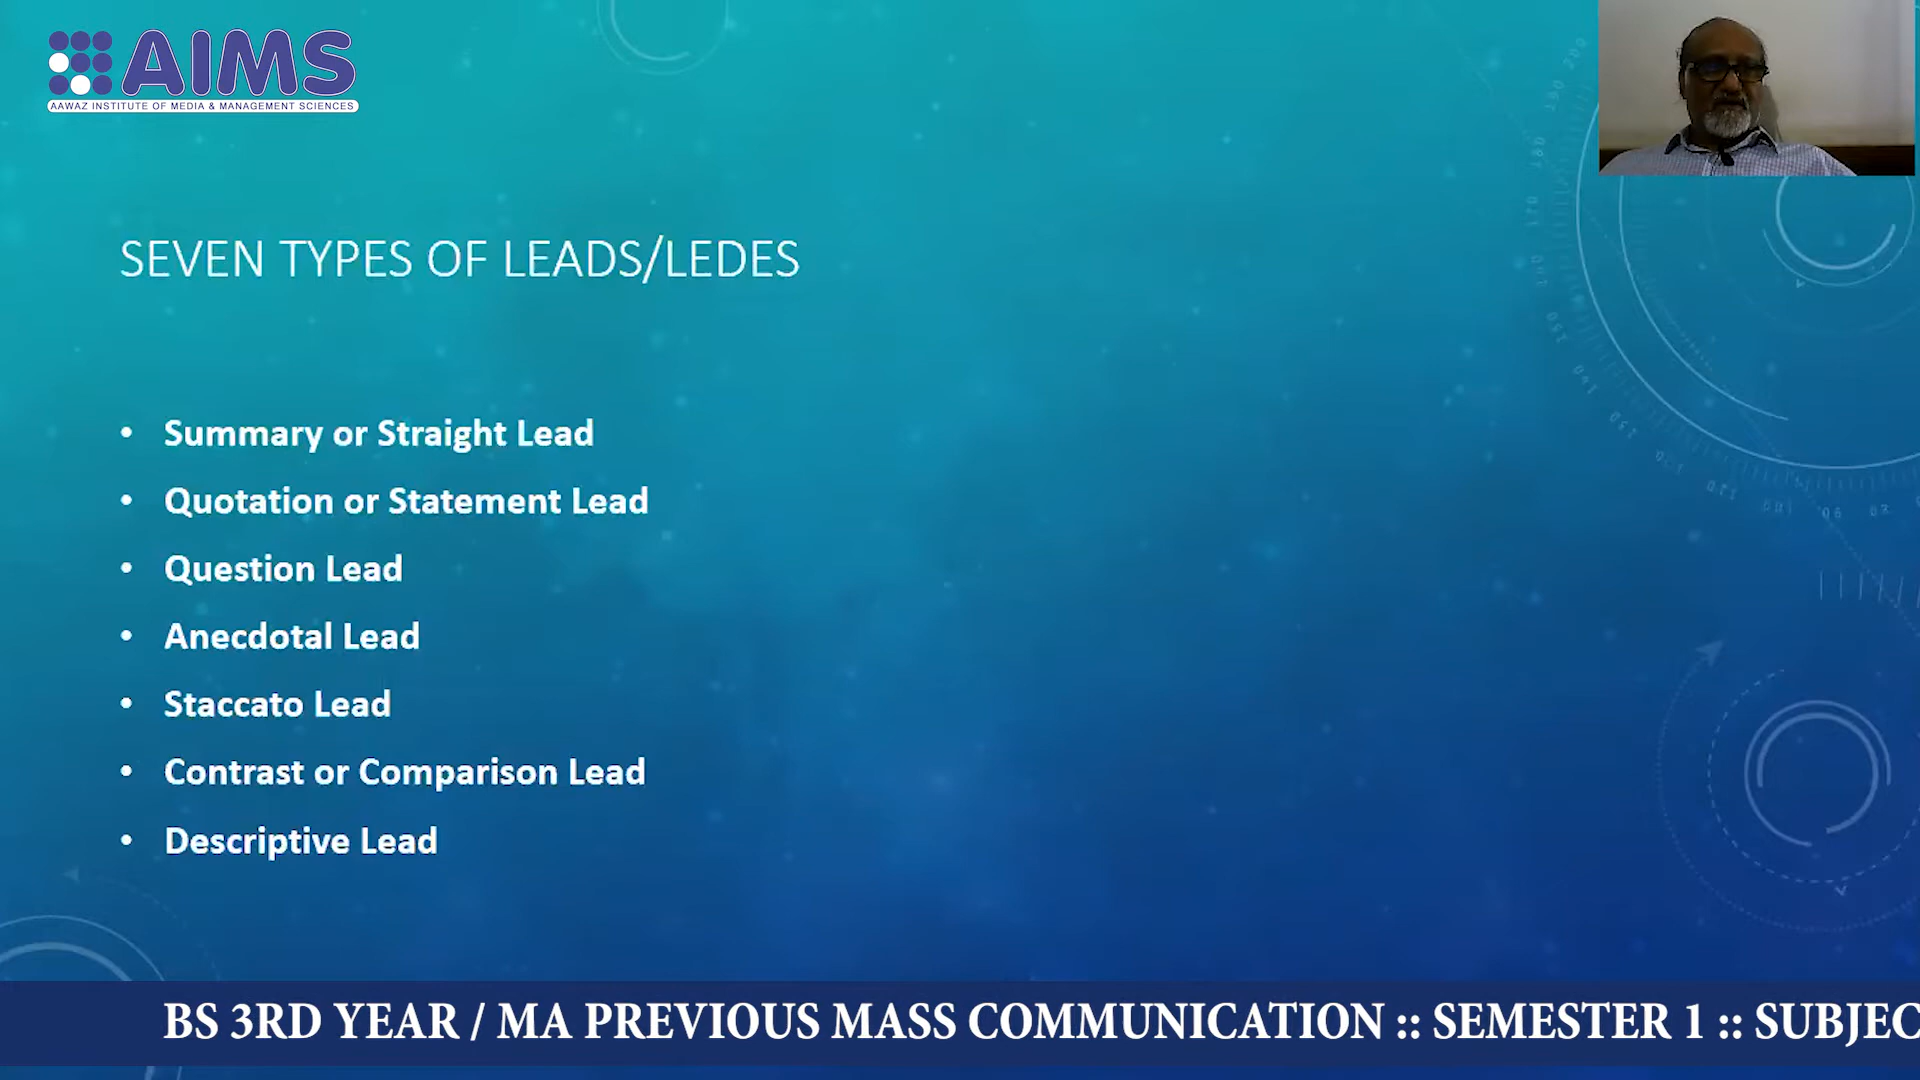 AIMS
AAWAZ INSTITUTE OF MEDIA & MANAGEMENT SCIENCES
SEVEN TYPES OF LEADS/LEDES
• Summary or Straight Lead
• Quotation or Statement Lead
• Question Lead
• Anecdotal Lead
• Staccato Lead
• Contrast or Comparison Lead
• Descriptive Lead
BS 3RD YEAR / MA PREVIOUS MASS COMMUNICATION :: SEMESTER 1 :: SUBJEC